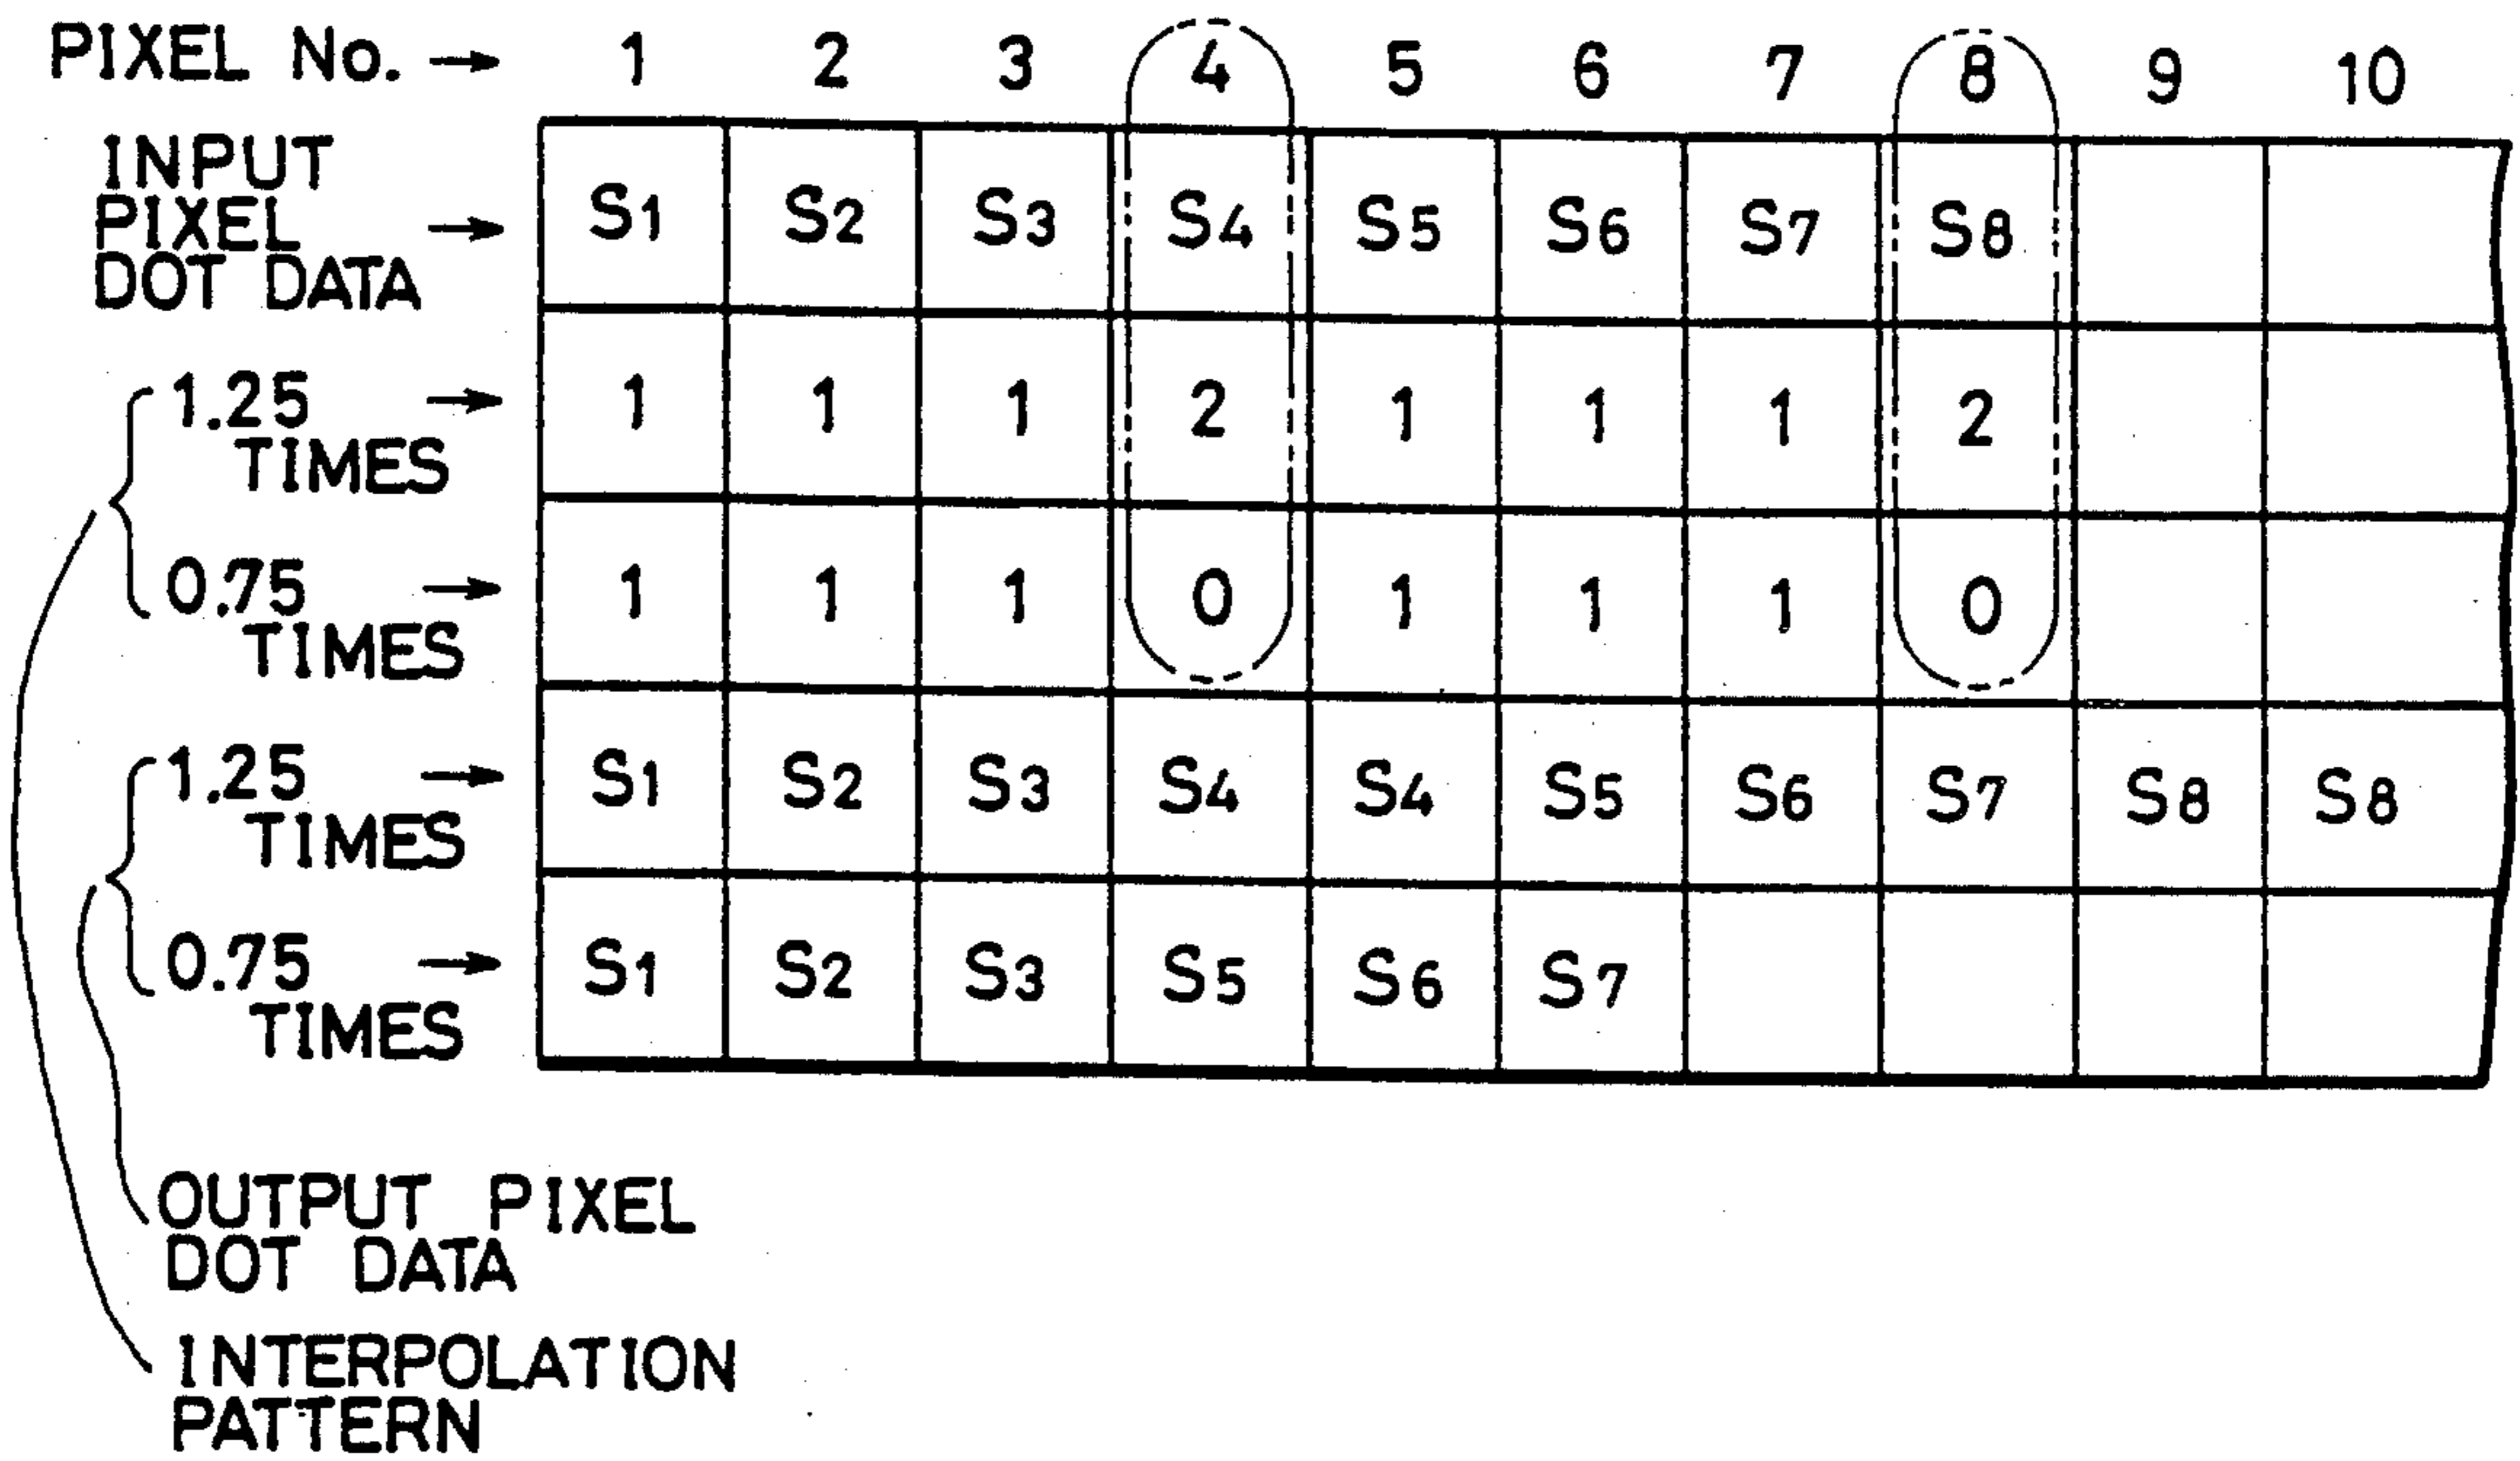 PIXEL No. → 1 2 3 4 5 6 7 8 9 10
INPUT
PIXEL → S1 S2 S3 S4 S5 S6 S7 S8
DOT DATA
1.25 → 1 1 1 2 1 1 1 2
TIMES
0.75 → 1 1 1 0 1 1 1 0
TIMES
1.25 → S1 S2 S3 S4 S4 S5 S6 S7 S8 S8
TIMES
0.75 → S1 S2 S3 S5 S6 S7
TIMES
OUTPUT PIXEL
DOT DATA
INTERPOLATION
PATTERN